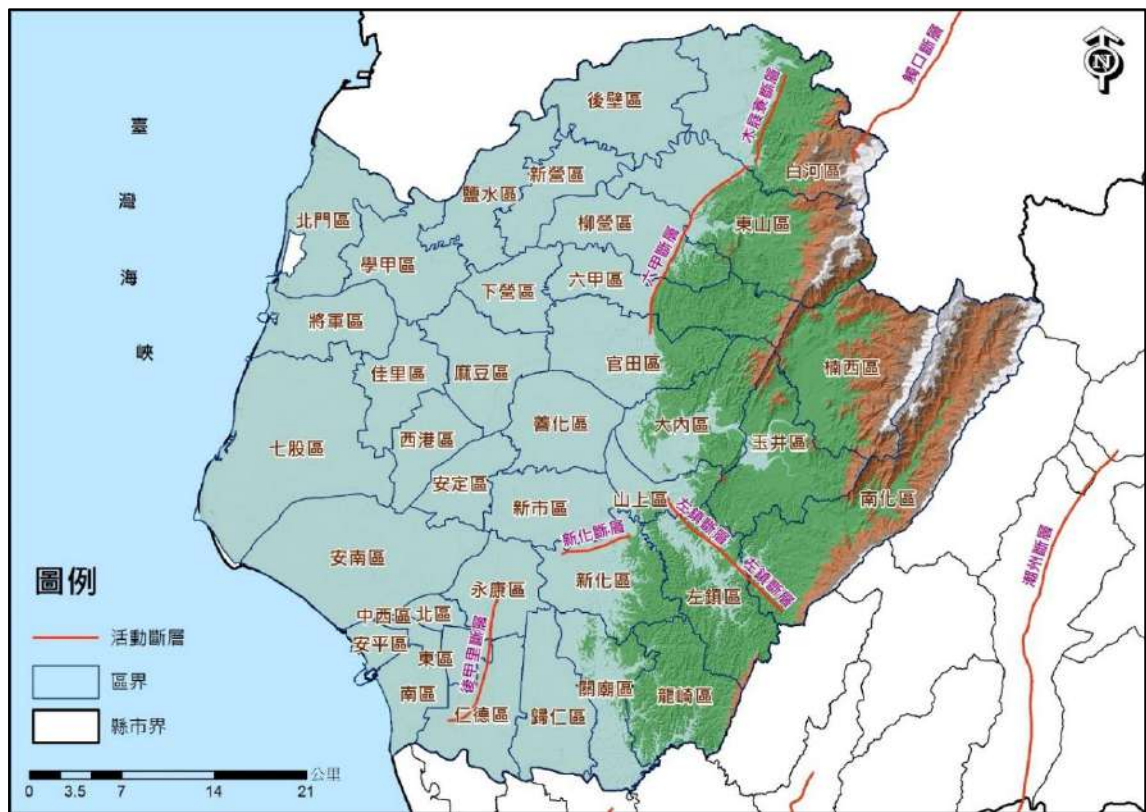 臺灣海峽
N
觸口斷層
木屐寮斷層
後壁區
白河區
新營區
鹽水區
北門區
柳營區
東山區
學甲區
六甲斷層
下營區
六甲區
將軍區
官田區
佳里區
麻豆區
楠西區
善化區
大內區
七股區
西港區
玉井區
安定區
新市區
山上區
南化區
左鎮斷層
新化斷層
安南區
左鎮斷層
潮州斷層
圖例
永康區
新化區
左鎮區
中西區
北區
活動斷層
安平區
東區
後甲里斷層
區界
南區
仁德區
歸仁區
關廟區
龍崎區
縣市界
公里
0 3.5 7 14 21